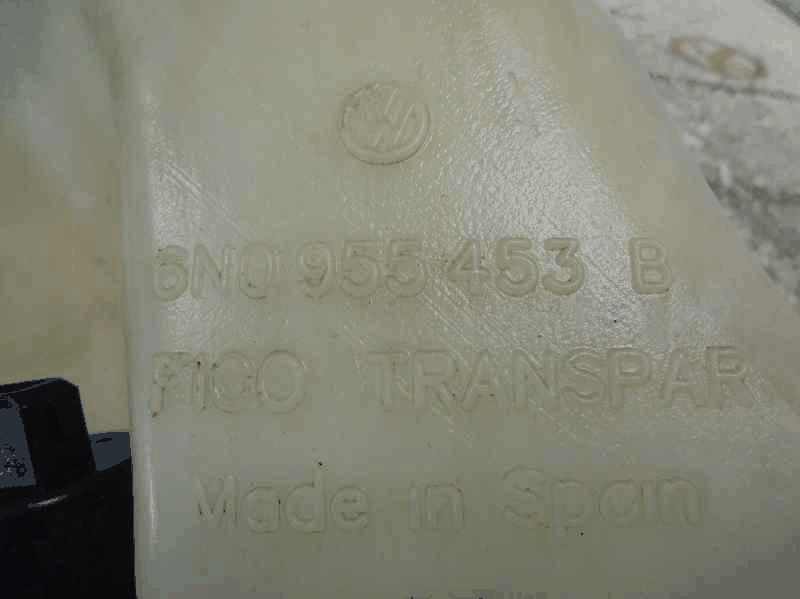 6N0 955 453 B
FICO TRANSPAR
Made in Spain